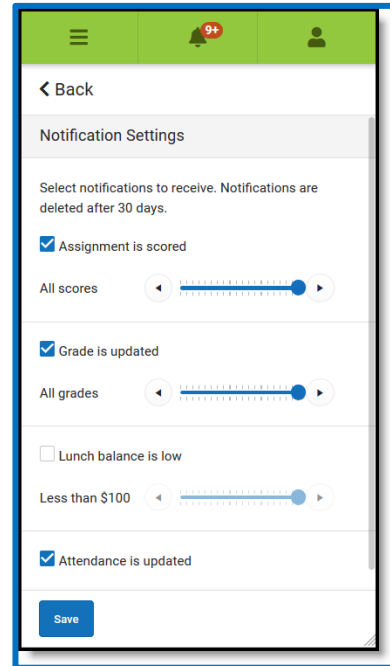 9+
Back
Notification Settings
Select notifications to receive. Notifications are
deleted after 30 days.
Assignment is scored
All scores
Grade is updated
All grades
Lunch balance is low
Less than $100
Attendance is updated
Save